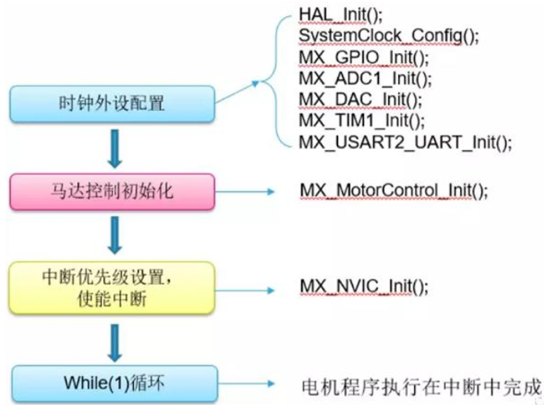 HAL_Init();
SystemClock_Config();
MX_GPIO_Init();
MX_ADC1_Init();
MX_DAC_Init();
MX_TIM1_Init();
MX_USART2_UART_Init();
时钟外设配置
马达控制初始化
MX_MotorControl_Init();
中断优先级设置，
使能中断
MX_NVIC_Init();
While(1)循环
电机程序执行在中断中完成